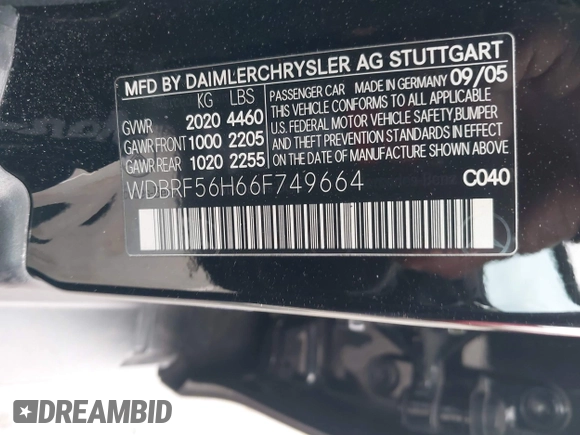 MFD BY DAIMLERCHRYSLER AG STUTTGART
KG LBS PASSENGER CAR MADE IN GERMANY 09/05
GVWR 2020 4460 THIS VEHICLE CONFORMS TO ALL APPLICABLE
GAWR FRONT 1000 2205 U.S. FEDERAL MOTOR VEHICLE SAFETY, BUMPER
GAWR REAR 1020 2255 AND THEFT PREVENTION STANDARDS IN EFFECT
ON THE DATE OF MANUFACTURE SHOWN ABOVE.
WDBRF56H66F749664 C040
DREAMBID